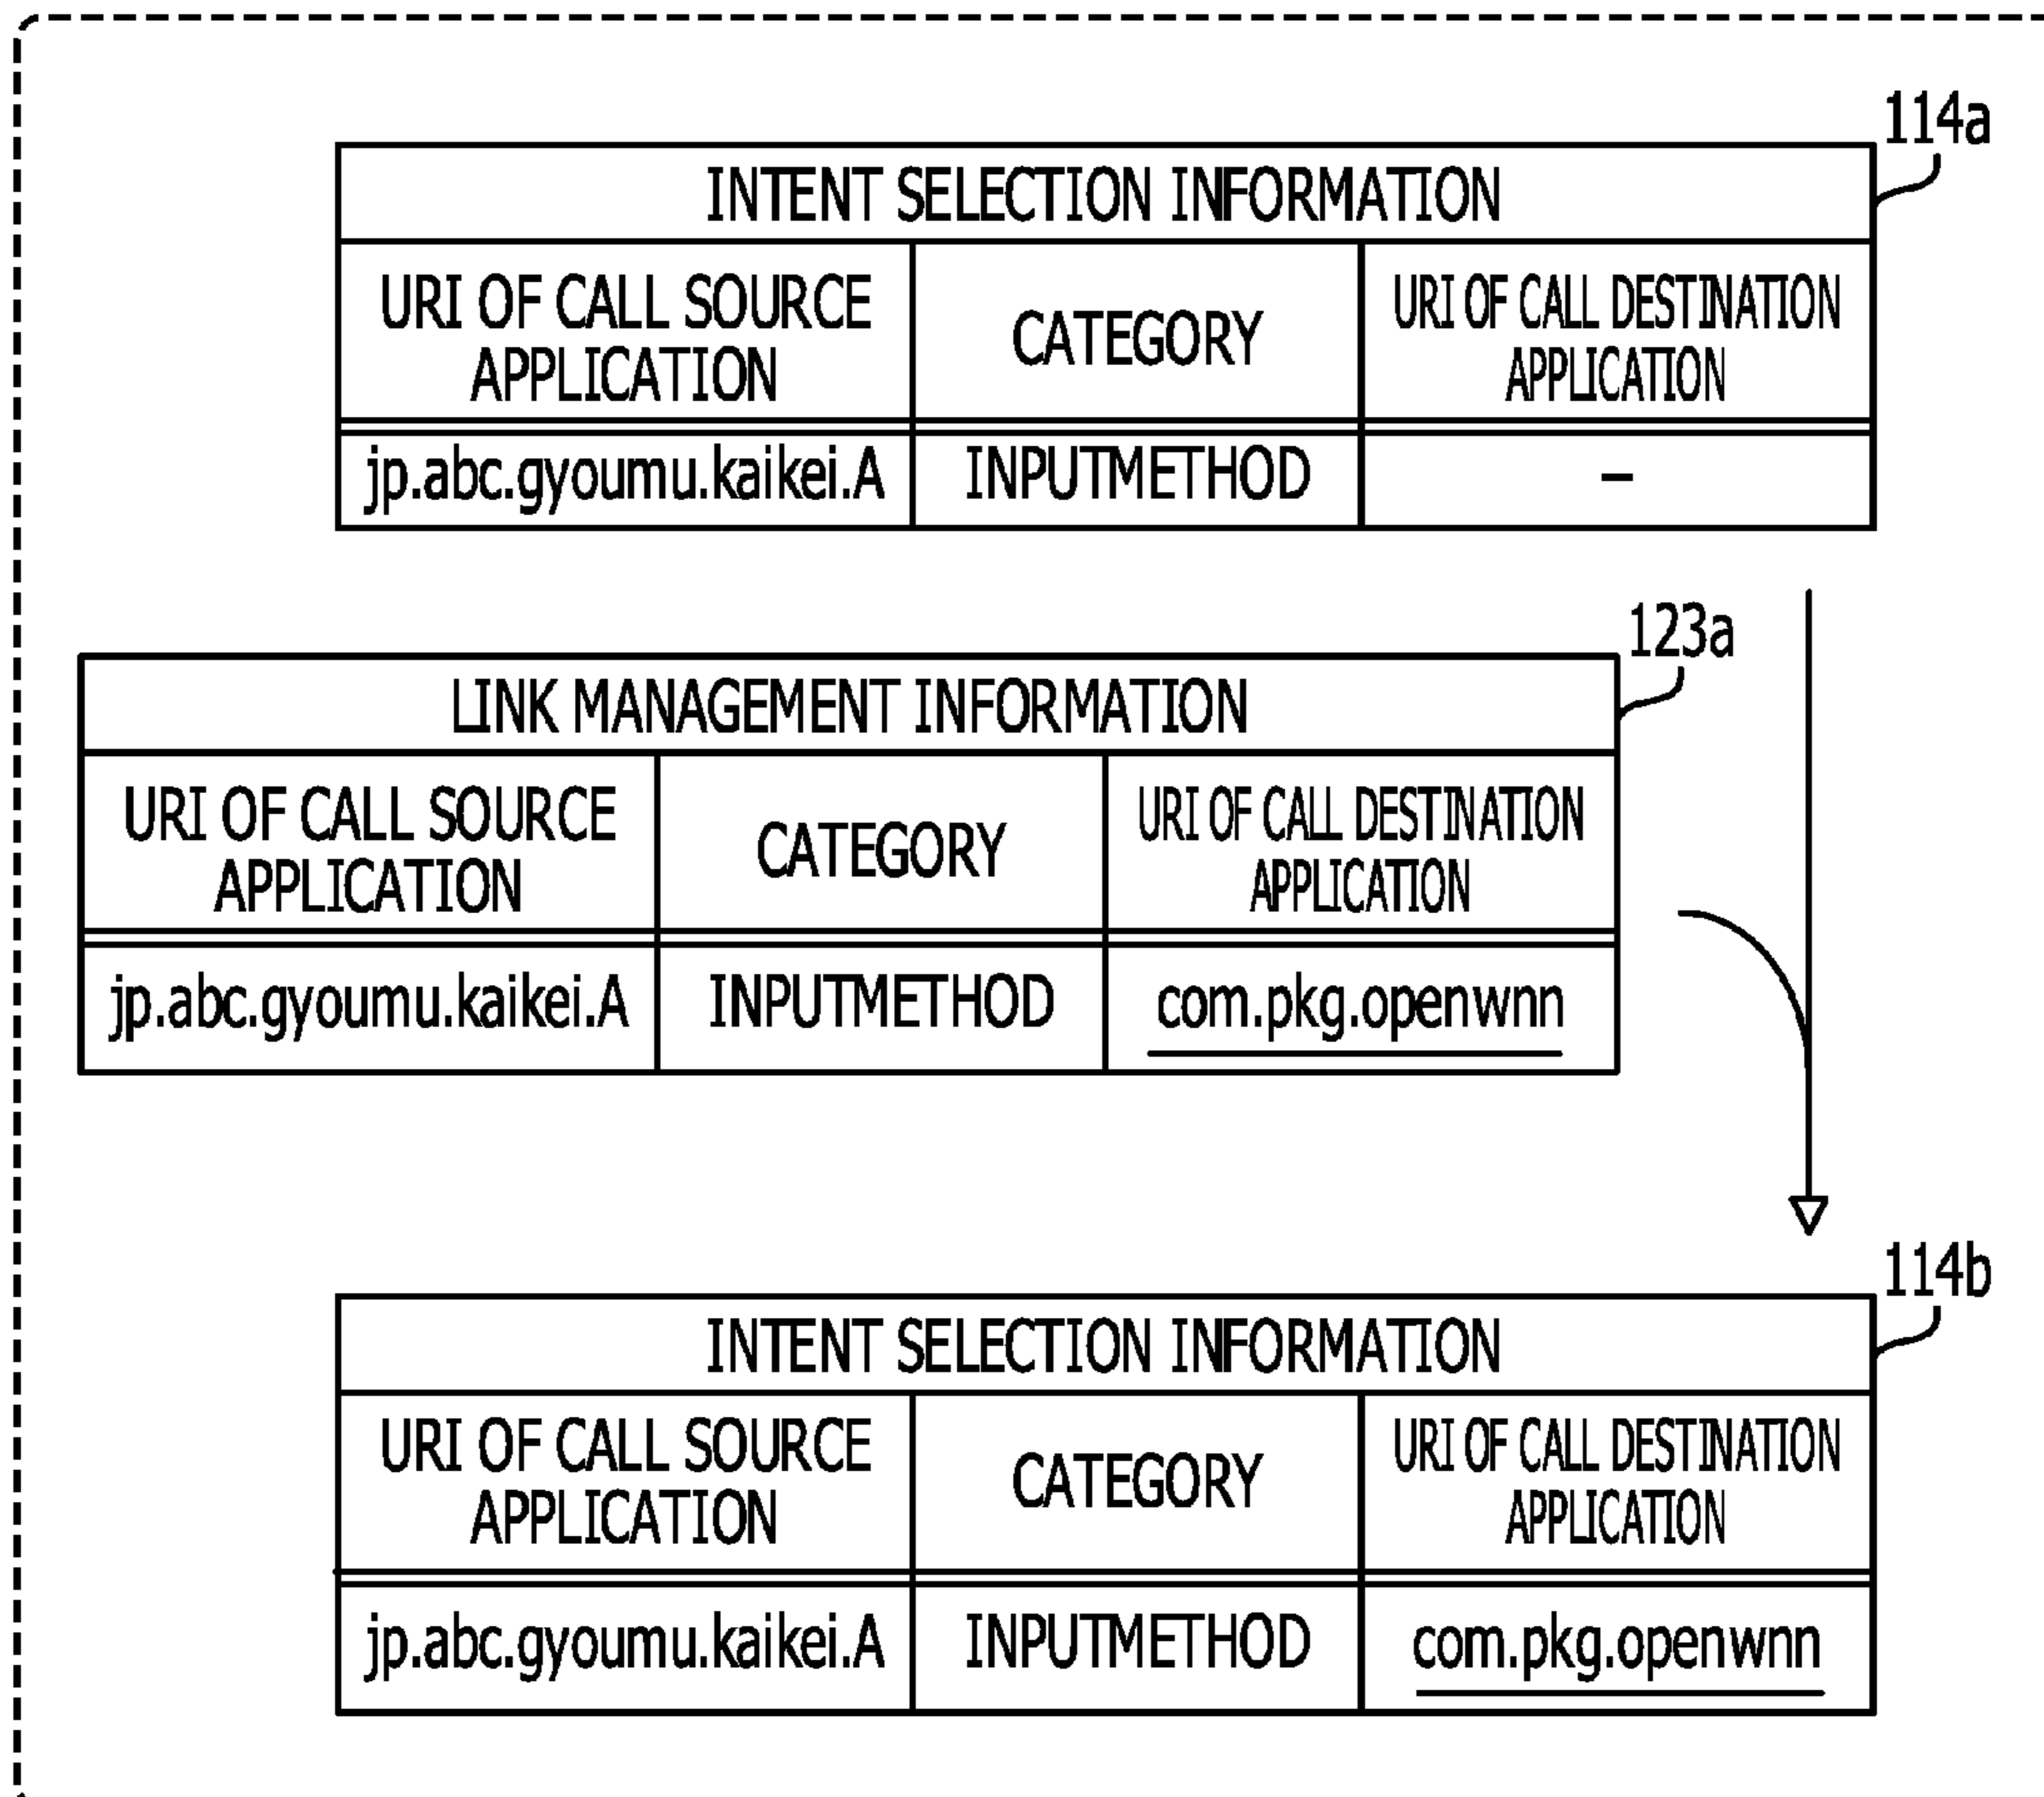 114a
INTENT SELECTION INFORMATION
URI OF CALL SOURCE
APPLICATION
CATEGORY
URI OF CALL DESTINATION
APPLICATION
jp.abc.gyoumu.kaikei.A
INPUTMETHOD
–
123a
LINK MANAGEMENT INFORMATION
URI OF CALL SOURCE
APPLICATION
CATEGORY
URI OF CALL DESTINATION
APPLICATION
jp.abc.gyoumu.kaikei.A
INPUTMETHOD
com.pkg.openwnn
114b
INTENT SELECTION INFORMATION
URI OF CALL SOURCE
APPLICATION
CATEGORY
URI OF CALL DESTINATION
APPLICATION
jp.abc.gyoumu.kaikei.A
INPUTMETHOD
com.pkg.openwnn